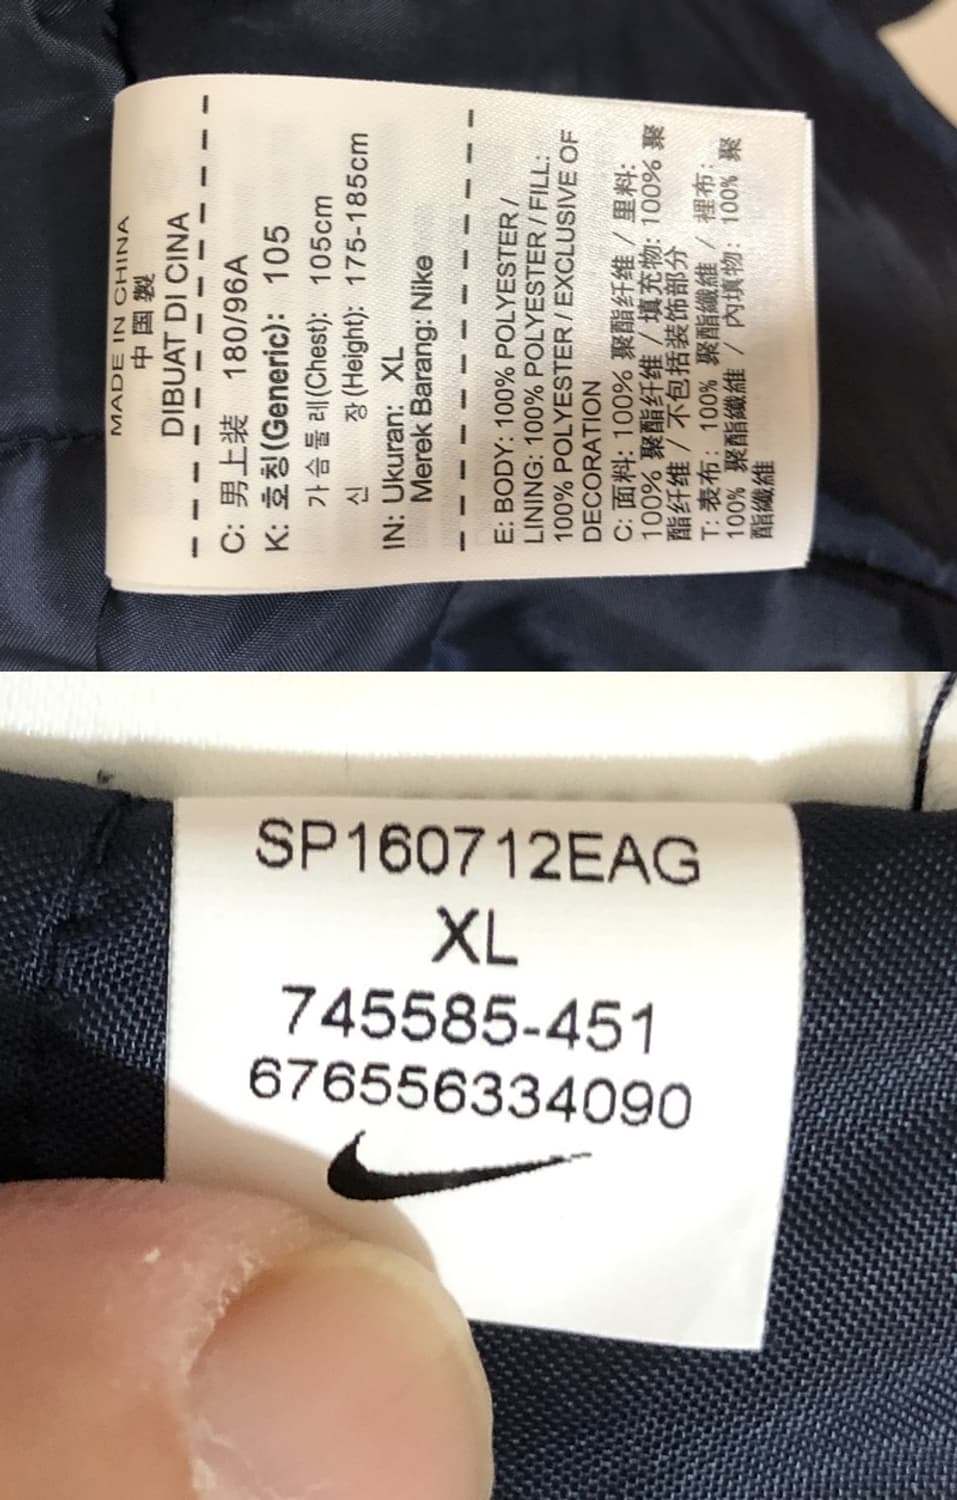 MADE IN CHINA
中国製
DIBUAT DI CINA
C: 男上装 180/96A
K: 호칭(Generic): 105
가슴둘레(Chest): 105cm
신 장(Height): 175-185cm
IN: Ukuran: XL
Merek Barang: Nike
E: BODY: 100% POLYESTER /
LINING: 100% POLYESTER / FILL:
100% POLYESTER / EXCLUSIVE OF
DECORATION
C: 面料: 100% 聚酯纤维 / 里料:
100% 聚酯纤维 / 填充物: 100% 聚
酯纤维 / 不包括装饰部分
T: 表布: 100% 聚酯纖維 / 裡布:
100% 聚酯纖維 / 內填物: 100% 聚
酯纖維
SP160712EAG
XL
745585-451
676556334090